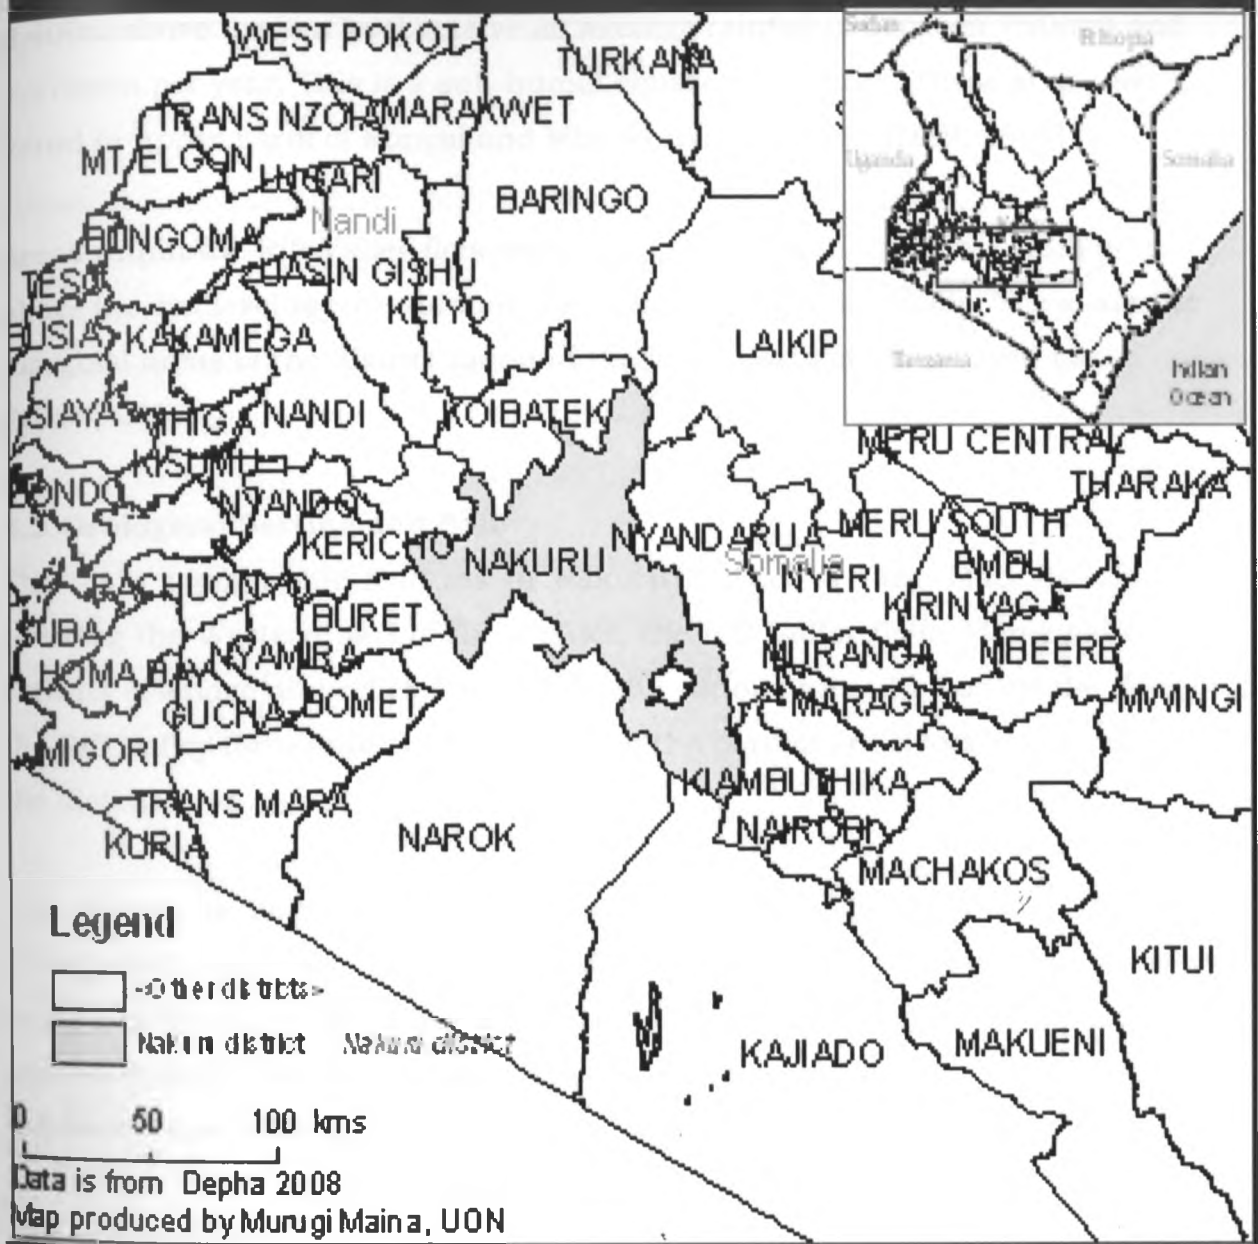 WEST POKOT
TURKANA
TRANS NZOIA
MARAKWET
MT ELGON
LUGARI
BARINGO
Nandi
BUNGOMA
TESO
UASIN GISHU
KEIYO
BUSIA
KAKAMEGA
LAIKIP
SIAYA
VIHIGA
NANDI
KOIBATEK
KISUMU
MERU CENTRAL
BONDO
NYANDO
THARAKA
KERICHO
NAKURU
NYANDARUA
MERU SOUTH
Somalia
NYERI
EMBU
RACHUONYO
BURET
KIRINYAGA
SUBA
NYAMIRA
MURANGA
MBEERE
HOMA BAY
GUCHA
BOMET
MARAGUA
MWINGI
MIGORI
KIAMBU
THIKA
TRANS MARA
KURIA
NAROK
NAIROBI
MACHAKOS
KITUI
KAJIADO
MAKUENI
Sudan
Uganda
Somalia
Tanzania
Indian
Ocean
Legend
<Other districts>
Nakuru district Nakuru district
0 50 100 kms
Data is from Depha 2008
Map produced by Murugi Maina, UON